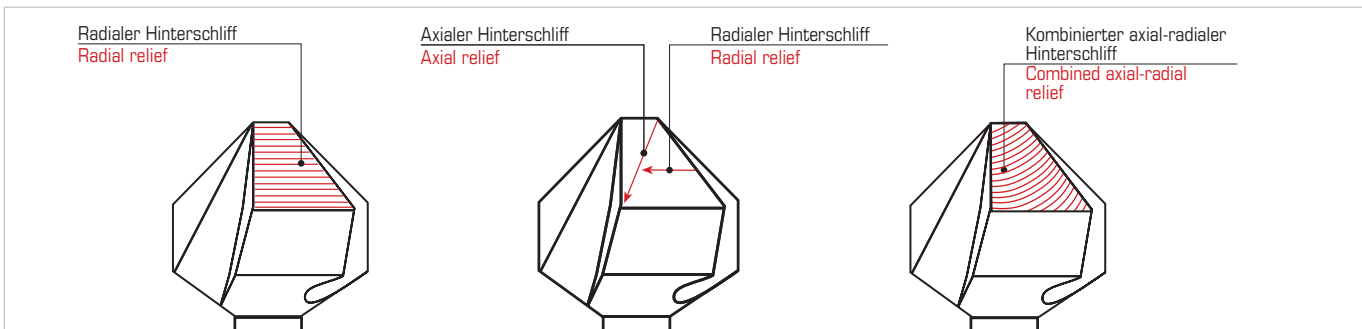 Radialer Hinterschliff
Radial relief
Axialer Hinterschliff
Axial relief
Radialer Hinterschliff
Radial relief
Kombinierter axial-radialer
Hinterschliff
Combined axial-radial
relief